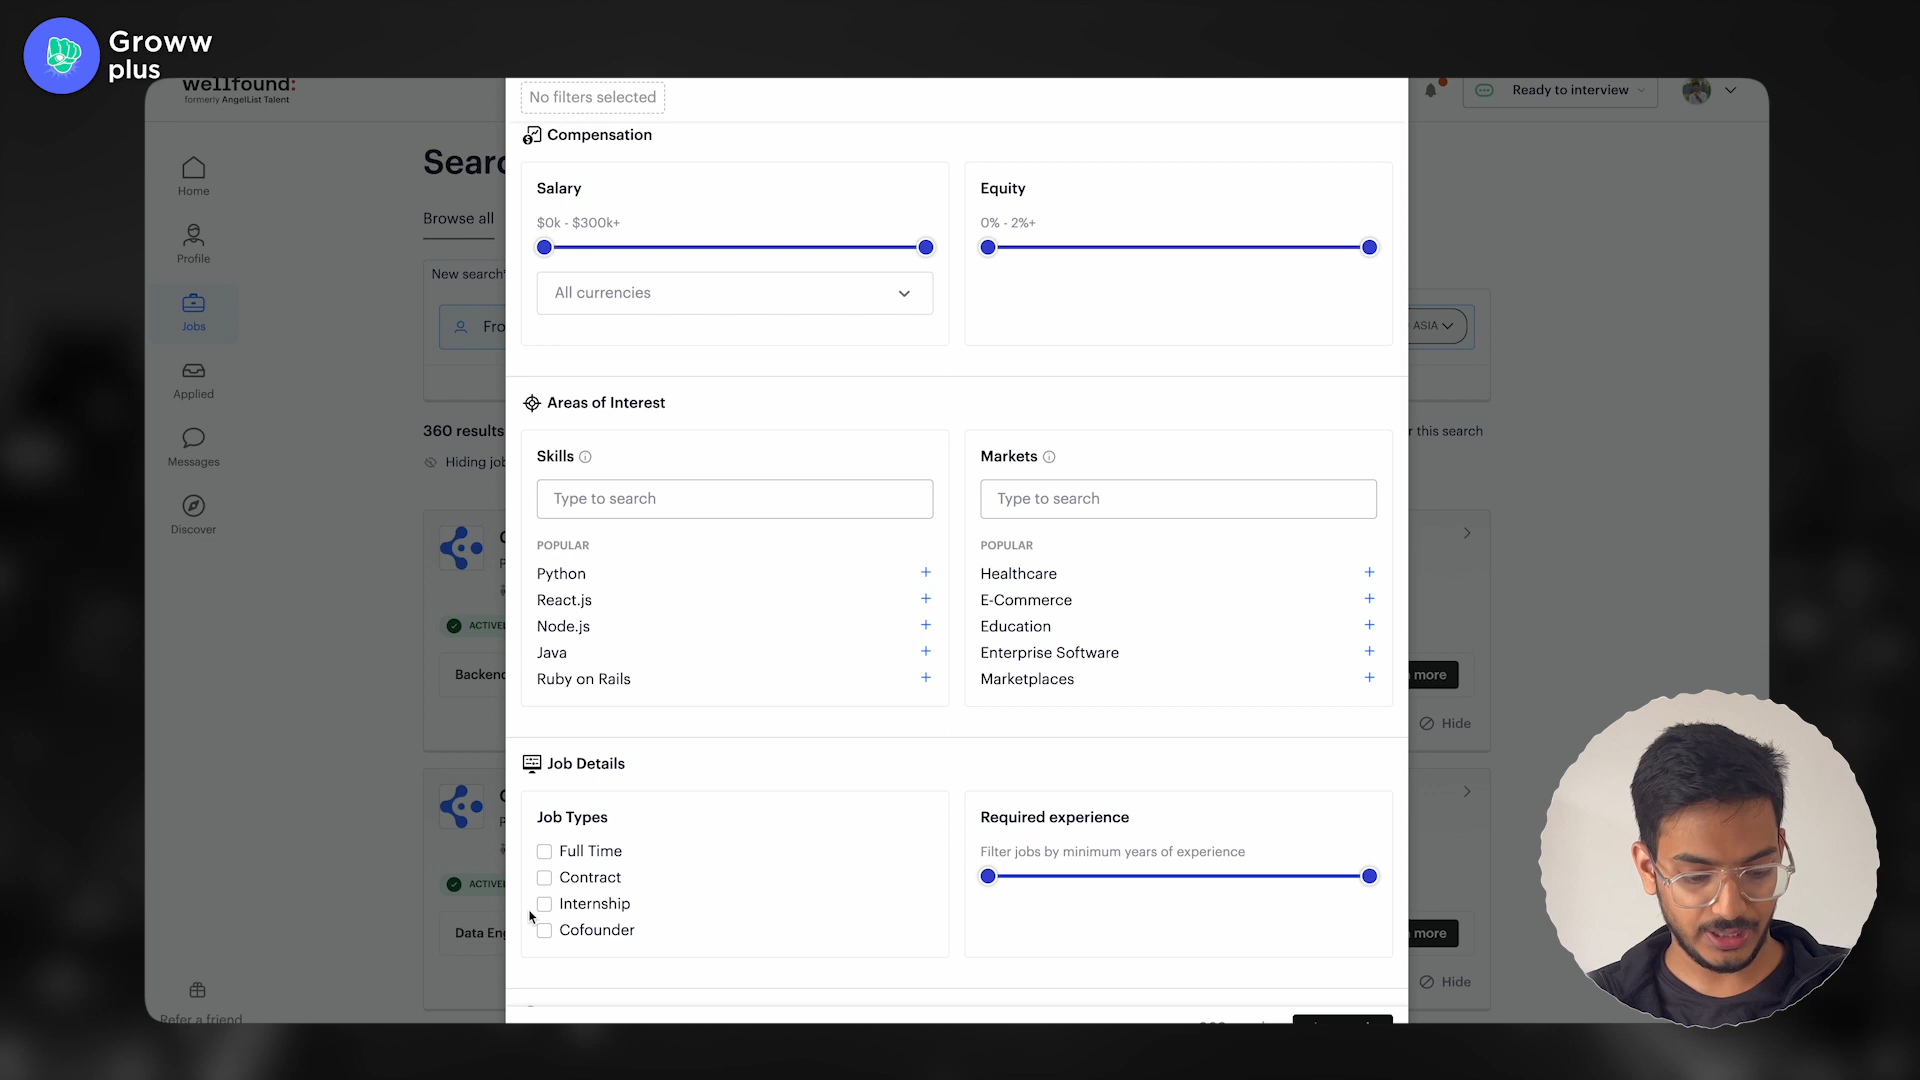 Groww
plus
wellfound:
formerly AngelList Talent
Home
Profile
Jobs
Applied
Messages
Discover
Refer a friend
Browse all
New search
360 results
No filters selected
Compensation
Salary
$0k - $300k+
All currencies
Equity
0% - 2%+
Areas of Interest
Skills
Type to search
POPULAR
Python
React.js
Node.js
Java
Ruby on Rails
Markets
Type to search
POPULAR
Healthcare
E-Commerce
Education
Enterprise Software
Marketplaces
Job Details
Job Types
Full Time
Contract
Internship
Cofounder
Required experience
Filter jobs by minimum years of experience
Ready to interview
ASIA
this search
more
Hide
more
Hide